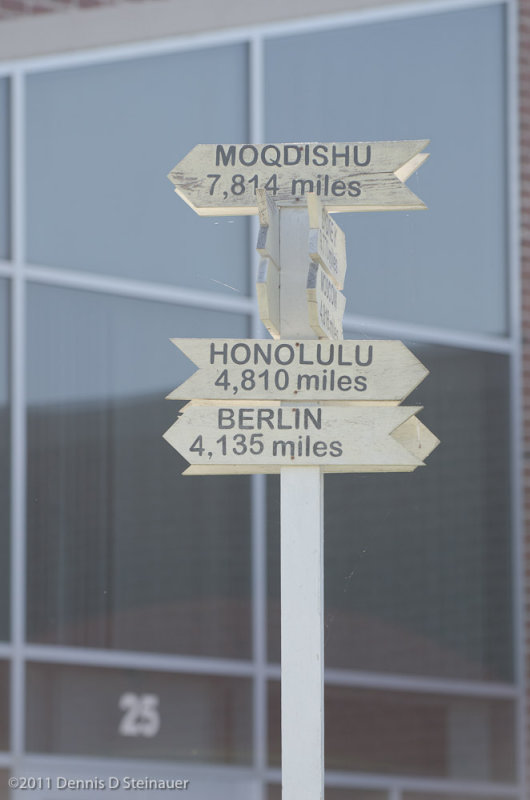 MOQDISHU
7,814 miles
HONOLULU
4,810 miles
BERLIN
4,135 miles
25
©2011 Dennis D Steinauer